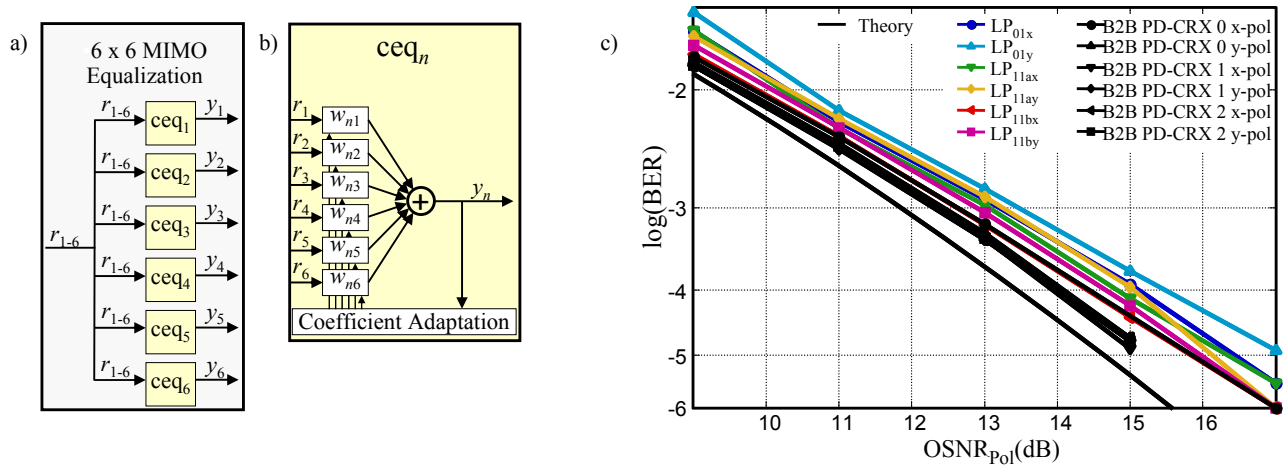 a)
6 x 6 MIMO
Equalization
r1-6
r1-6 ceq1 y1
r1-6 ceq2 y2
r1-6 ceq3 y3
r1-6 ceq4 y4
r1-6 ceq5 y5
r1-6 ceq6 y6
b)
ceqn
r1 wn1
r2 wn2
r3 wn3
r4 wn4
r5 wn5
r6 wn6
+
yn
Coefficient Adaptation
c)
Theory
LP01x
LP01y
LP11ax
LP11ay
LP11bx
LP11by
B2B PD-CRX 0 x-pol
B2B PD-CRX 0 y-pol
B2B PD-CRX 1 x-pol
B2B PD-CRX 1 y-pol
B2B PD-CRX 2 x-pol
B2B PD-CRX 2 y-pol
log(BER)
-2
-3
-4
-5
-6
10 11 12 13 14 15 16
OSNRPol(dB)